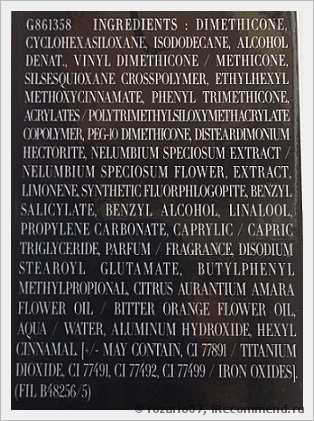 G861358 INGREDIENTS : DIMETHICONE,
CYCLOHEXASILOXANE, ISODODECANE, ALCOHOL
DENAT., VINYL DIMETHICONE / METHICONE,
SILSESQUIOXANE CROSSPOLYMER, ETHYLHEXYL
METHOXYCINNAMATE, PHENYL TRIMETHICONE,
ACRYLATES / POLYTRIMETHYLSILOXYMETHACRYLATE
COPOLYMER, PEG-10 DIMETHICONE, DISTEARDIMONIUM
HECTORITE, NELUMBIUM SPECIOSUM EXTRACT /
NELUMBIUM SPECIOSUM FLOWER, EXTRACT,
LIMONENE, SYNTHETIC FLUORPHLOGOPITE, BENZYL
SALICYLATE, BENZYL ALCOHOL, LINALOOL,
PROPYLENE CARBONATE, CAPRYLIC / CAPRIC
TRIGLYCERIDE, PARFUM / FRAGRANCE, DISODIUM
STEAROYL GLUTAMATE, BUTYLPHENYL
METHYLPROPIONAL, CITRUS AURANTIUM AMARA
FLOWER OIL / BITTER ORANGE FLOWER OIL,
AQUA / WATER, ALUMINUM HYDROXIDE, HEXYL
CINNAMAL. [+/- MAY CONTAIN, CI 77891 / TITANIUM
DIOXIDE, CI 77491, CI 77492, CI 77499 / IRON OXIDES].
(FIL B48256/5)